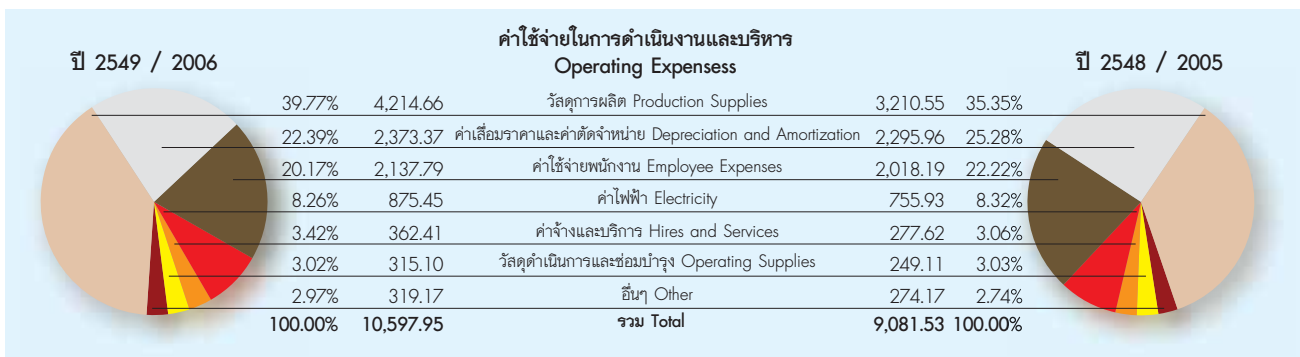 ค่าใช้จ่ายในการดำเนินงานและบริหาร
ปี 2549 / 2006 Operating Expensess ปี 2548 / 2005
39.77% 4,214.66 วัสดุการผลิต Production Supplies 3,210.55 35.35%
22.39% 2,373.37 ค่าเสื่อมราคาและค่าตัดจำหน่าย Depreciation and Amortization 2,295.96 25.28%
20.17% 2,137.79 ค่าใช้จ่ายพนักงาน Employee Expenses 2,018.19 22.22%
8.26% 875.45 ค่าไฟฟ้า Electricity 755.93 8.32%
3.42% 362.41 ค่าจ้างและบริการ Hires and Services 277.62 3.06%
3.02% 315.10 วัสดุดำเนินการและซ่อมบำรุง Operating Supplies 249.11 3.03%
2.97% 319.17 อื่นๆ Other 274.17 2.74%
100.00% 10,597.95 รวม Total 9,081.53 100.00%